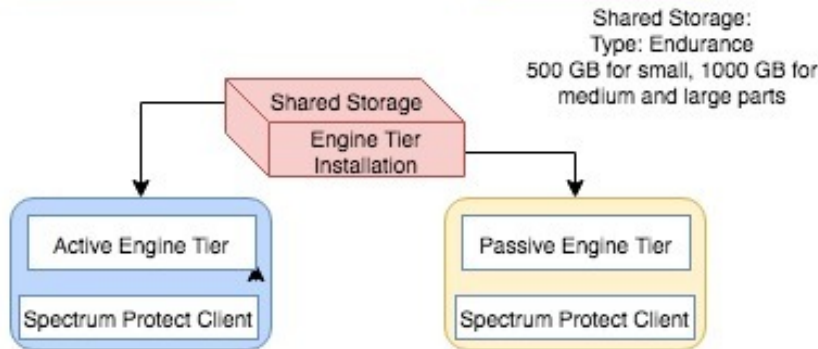 Shared Storage:
Type: Endurance
500 GB for small, 1000 GB for
medium and large parts
Shared Storage
Engine Tier
Installation
Active Engine Tier
Spectrum Protect Client
Passive Engine Tier
Spectrum Protect Client